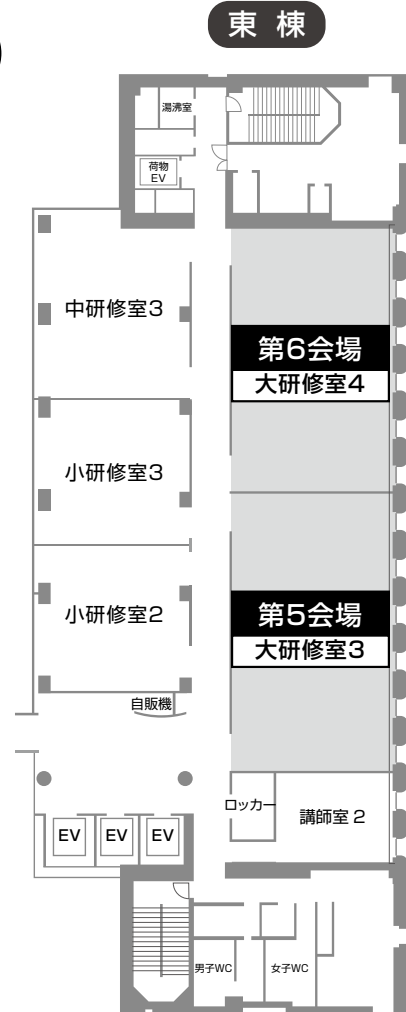 東棟
湯沸室
荷物
EV
中研修室3
第6会場
大研修室4
小研修室3
小研修室2
第5会場
大研修室3
自販機
ロッカー
講師室2
EV
EV
EV
男子WC
女子WC